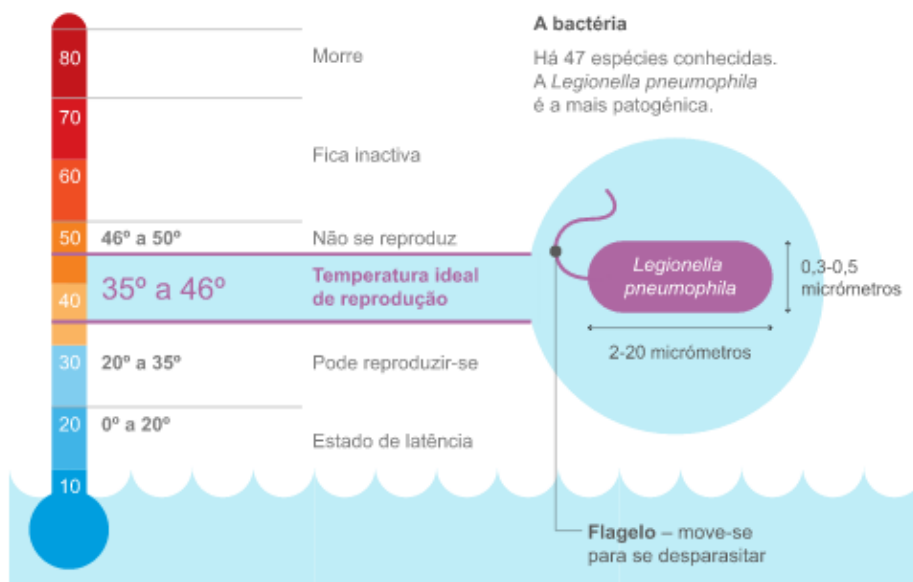 A bactéria
Há 47 espécies conhecidas.
A Legionella pneumophila
é a mais patogénica.
80
Morre
70
Fica inactiva
60
50
46º a 50º
Não se reproduz
40
35º a 46º
Temperatura ideal
de reprodução
30
20º a 35º
Pode reproduzir-se
20
0º a 20º
Estado de latência
10
Legionella
pneumophila
0,3-0,5
micrómetros
2-20 micrómetros
Flagelo – move-se
para se desparasitar